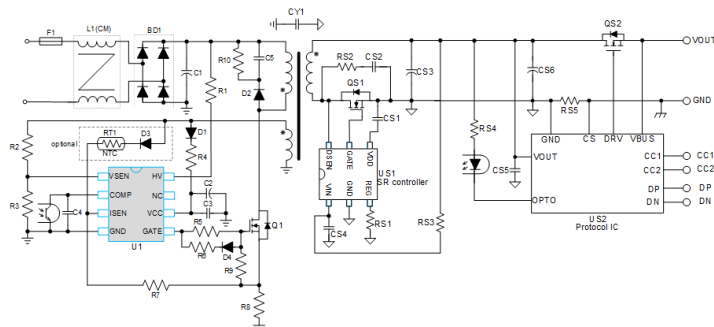 CY1
QS2
F1
L1(CM)
BD1
VOUT
RS2
CS2
R10
C5
C1
CS3
CS6
QS1
D2
R1
GND
CS1
RS5
RT1
D3
D1
RS4
optional
NTC
R2
R4
DSEN
GATE
VDD
CS
DRV
VBUS
US1
SR controller
VOUT
CC1
CC1
CC2
CC2
VSEN
HV
CS5
COMP
NC
C2
VIN
GND
REG
DP
DP
R3
C4
ISEN
VCC
C3
OPTO
DN
DN
RS3
RS1
US2
Protocol IC
GND
GATE
R5
Q1
CS4
U1
D4
R9
R7
R8